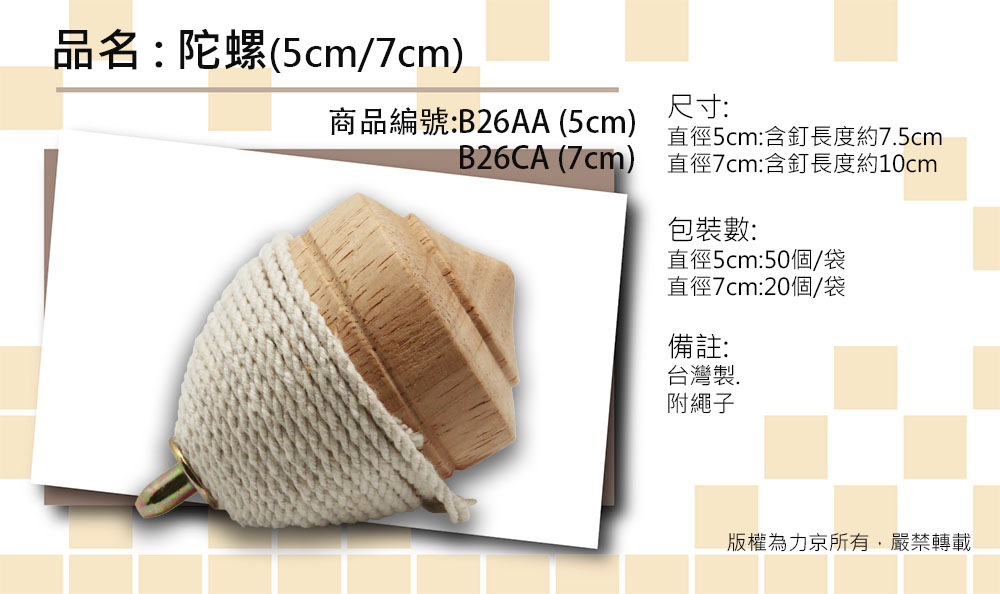 品名 : 陀螺(5cm/7cm)
商品編號:B26AA (5cm)
B26CA (7cm)
尺寸:
直徑5cm:含釘長度約7.5cm
直徑7cm:含釘長度約10cm
包裝數:
直徑5cm:50個/袋
直徑7cm:20個/袋
備註:
台灣製.
附繩子
版權為力京所有，嚴禁轉載